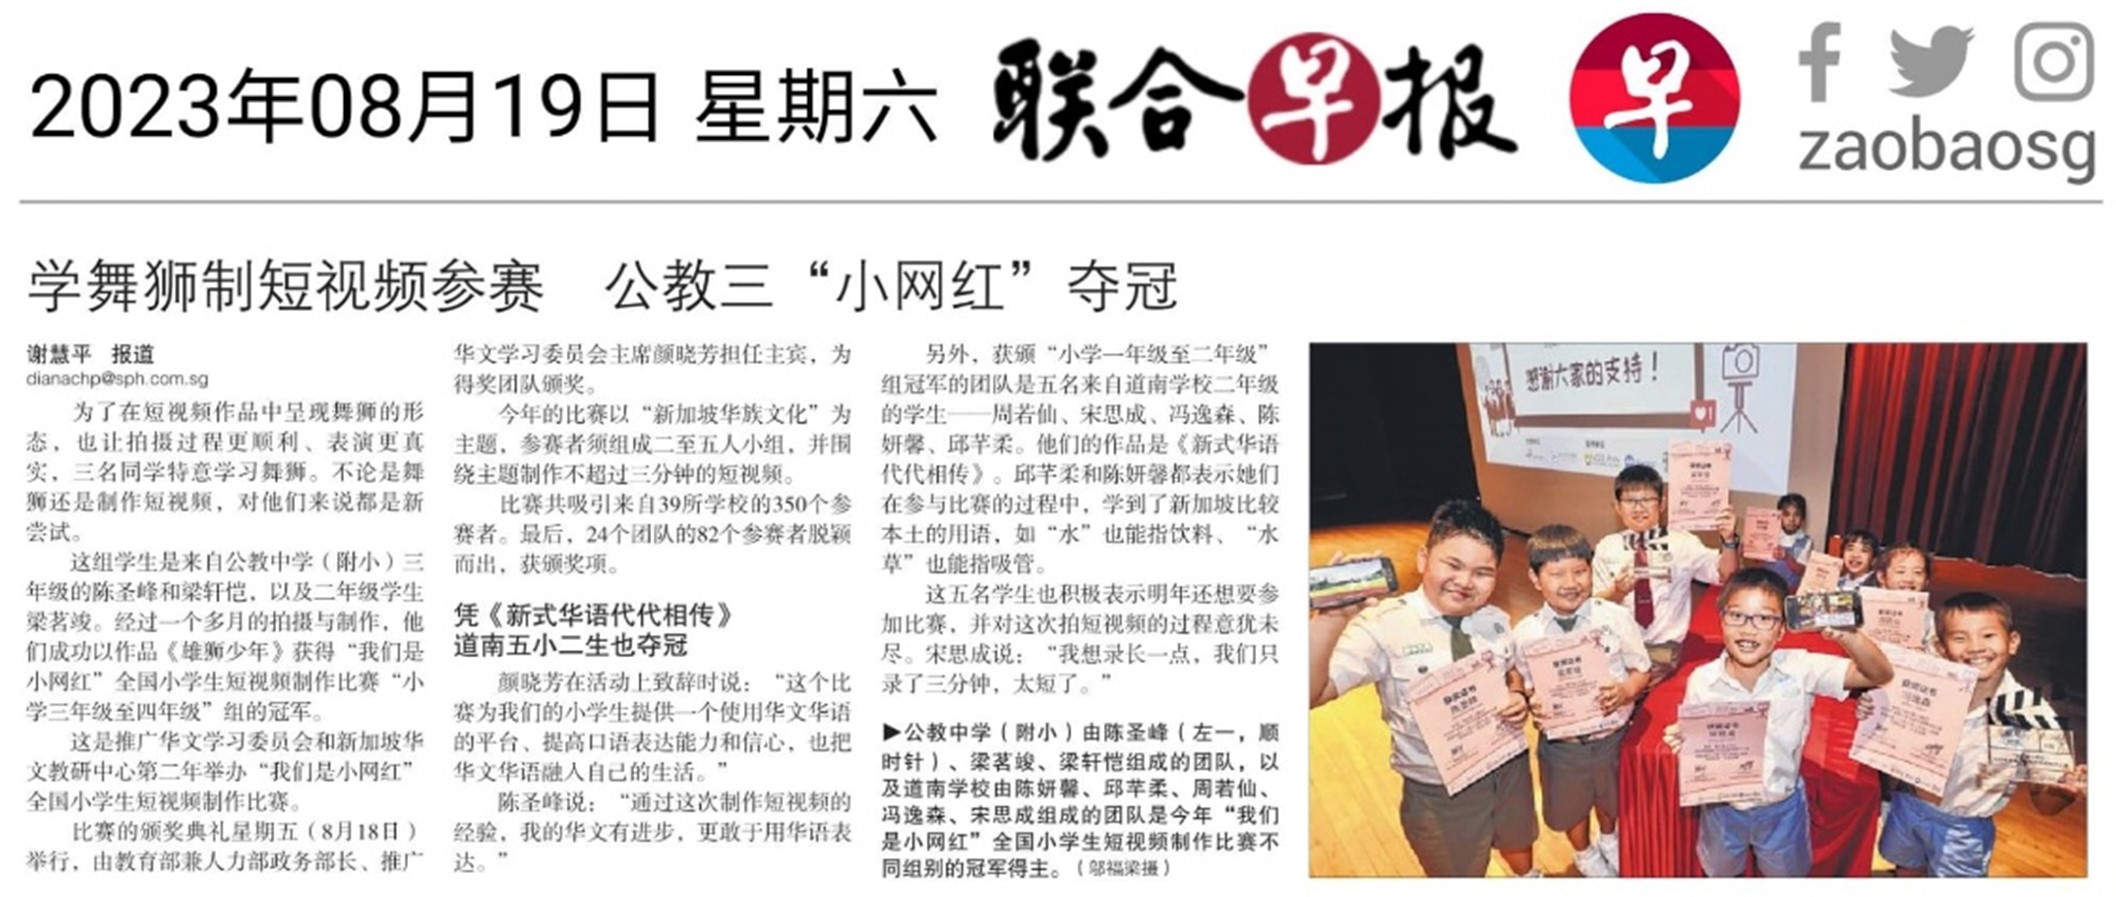 2023年08月19日 星期六
联合早报
早
zaobaosg
学舞狮制短视频参赛 公教三“小网红”夺冠
谢慧平 报道
dianachp@sph.com.sg
为了在短视频作品中呈现舞狮的形
态，也让拍摄过程更顺利、表演更真
实，三名同学特意学习舞狮。不论是舞
狮还是制作短视频，对他们来说都是新
尝试。
这组学生是来自公教中学（附小）三
年级的陈圣峰和梁轩恺，以及二年级学生
梁茗竣。经过一个多月的拍摄与制作，他
们成功以作品《雄狮少年》获得“我们是
小网红”全国小学生短视频制作比赛“小
学三年级至四年级”组的冠军。
这是推广华文学习委员会和新加坡华
文教研中心第二年举办“我们是小网红”
全国小学生短视频制作比赛。
比赛的颁奖典礼星期五（8月18日）
举行，由教育部兼人力部政务部长、推广
华文学习委员会主席颜晓芳担任主宾，为
得奖团队颁奖。
今年的比赛以“新加坡华族文化”为
主题，参赛者须组成二至五人小组，并围
绕主题制作不超过三分钟的短视频。
比赛共吸引来自39所学校的350个参
赛者。最后，24个团队的82个参赛者脱颖
而出，获颁奖项。
凭《新式华语代代相传》
道南五小二生也夺冠
颜晓芳在活动上致辞时说：“这个比
赛为我们的小学生提供一个使用华文华语
的平台、提高口语表达能力和信心，也把
华文华语融入自己的生活。”
陈圣峰说：“通过这次制作短视频的
经验，我的华文有进步，更敢于用华语表
达。”
另外，获颁“小学一年级至二年级”
组冠军的团队是五名来自道南学校二年级
的学生——周若仙、宋思成、冯逸森、陈
妍馨、邱芊柔。他们的作品是《新式华语
代代相传》。邱芊柔和陈妍馨都表示她们
在参与比赛的过程中，学到了新加坡比较
本土的用语，如“水”也能指饮料、“水
草”也能指吸管。
这五名学生也积极表示明年还想要参
加比赛，并对这次拍短视频的过程意犹未
尽。宋思成说：“我想录长一点，我们只
录了三分钟，太短了。”
▶公教中学（附小）由陈圣峰（左一，顺
时针）、梁茗竣、梁轩恺组成的团队，以
及道南学校由陈妍馨、邱芊柔、周若仙、
冯逸森、宋思成组成的团队是今年“我们
是小网红”全国小学生短视频制作比赛不
同组别的冠军得主。（邬福梁摄）
感谢大家的支持！